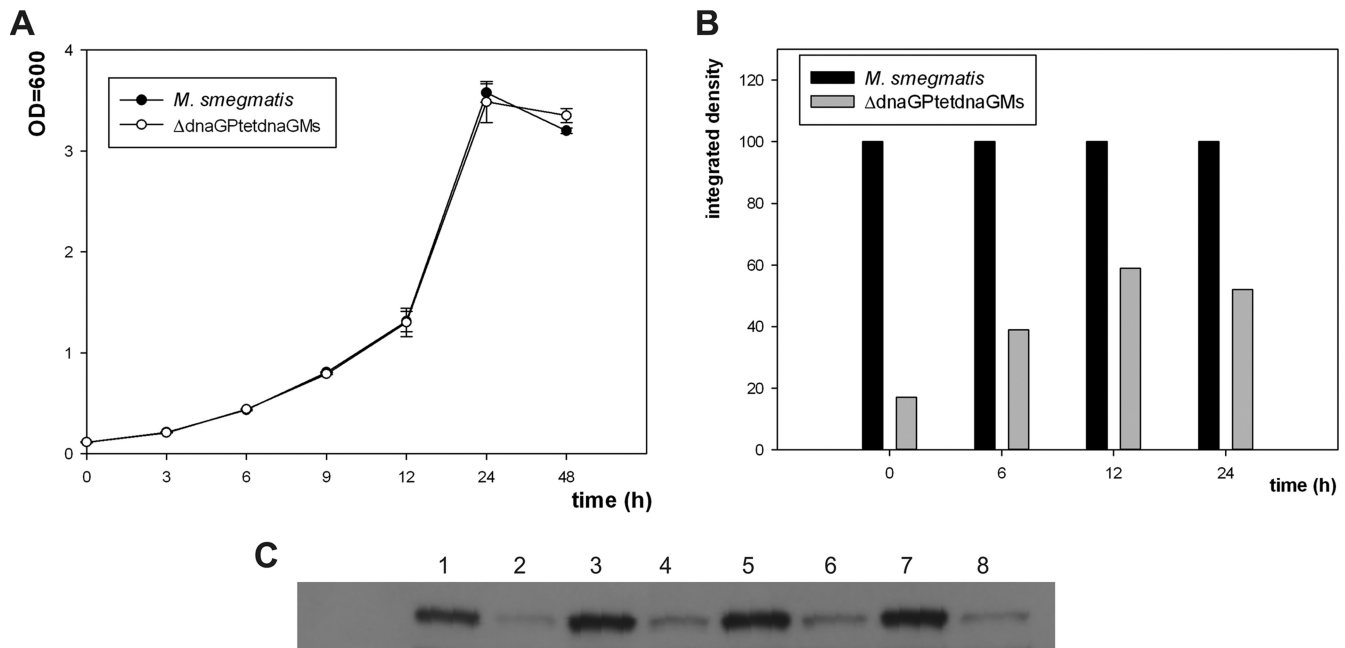 A
OD=600
4
3
2
1
0
M. smegmatis
ΔdnaGPtetdnaGMs
0 3 6 9 12 24 48
time (h)
B
integrated density
120
100
80
60
40
20
0
M. smegmatis
ΔdnaGPtetdnaGMs
0 6 12 24
time (h)
C
1 2 3 4 5 6 7 8